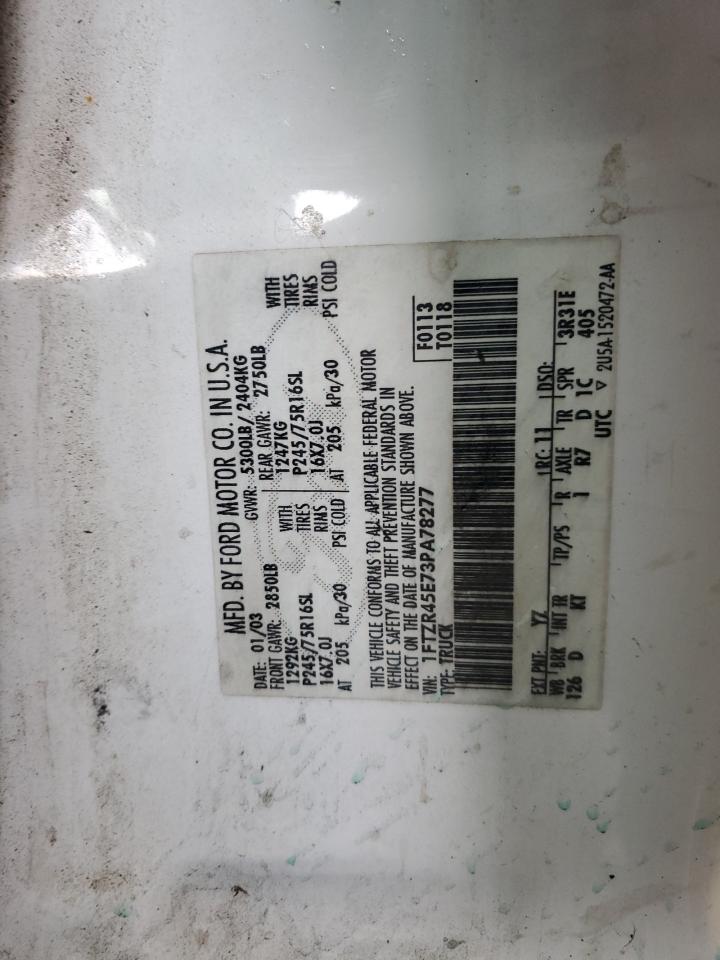 MFD. BY FORD MOTOR CO. IN U.S.A.
DATE: 01/03 GVWR: 5300LB/ 2404KG
FRONT GAWR: 2850LB REAR GAWR: 2750LB
1292KG WITH 1247KG WITH
P245/75R16SL TIRES P245/75R16SL TIRES
16X7.0J RIMS 16X7.0J RIMS
AT 205 kPa/30 PSI COLD AT 205 kPa/30 PSI COLD
THIS VEHICLE CONFORMS TO ALL APPLICABLE FEDERAL MOTOR
VEHICLE SAFETY AND THEFT PREVENTION STANDARDS IN
EFFECT ON THE DATE OF MANUFACTURE SHOWN ABOVE.
VIN: 1FTZR45E73PA78277 F0113
TYPE: TRUCK T0118
EXT PNT: YZ RC: 11 DSO:
WB BRK INT TR TP/PS R AXLE TR SPR 3R31E
126 D KT 1 R7 D 1C 405
UTC ▽ 2U5A-1520472-AA